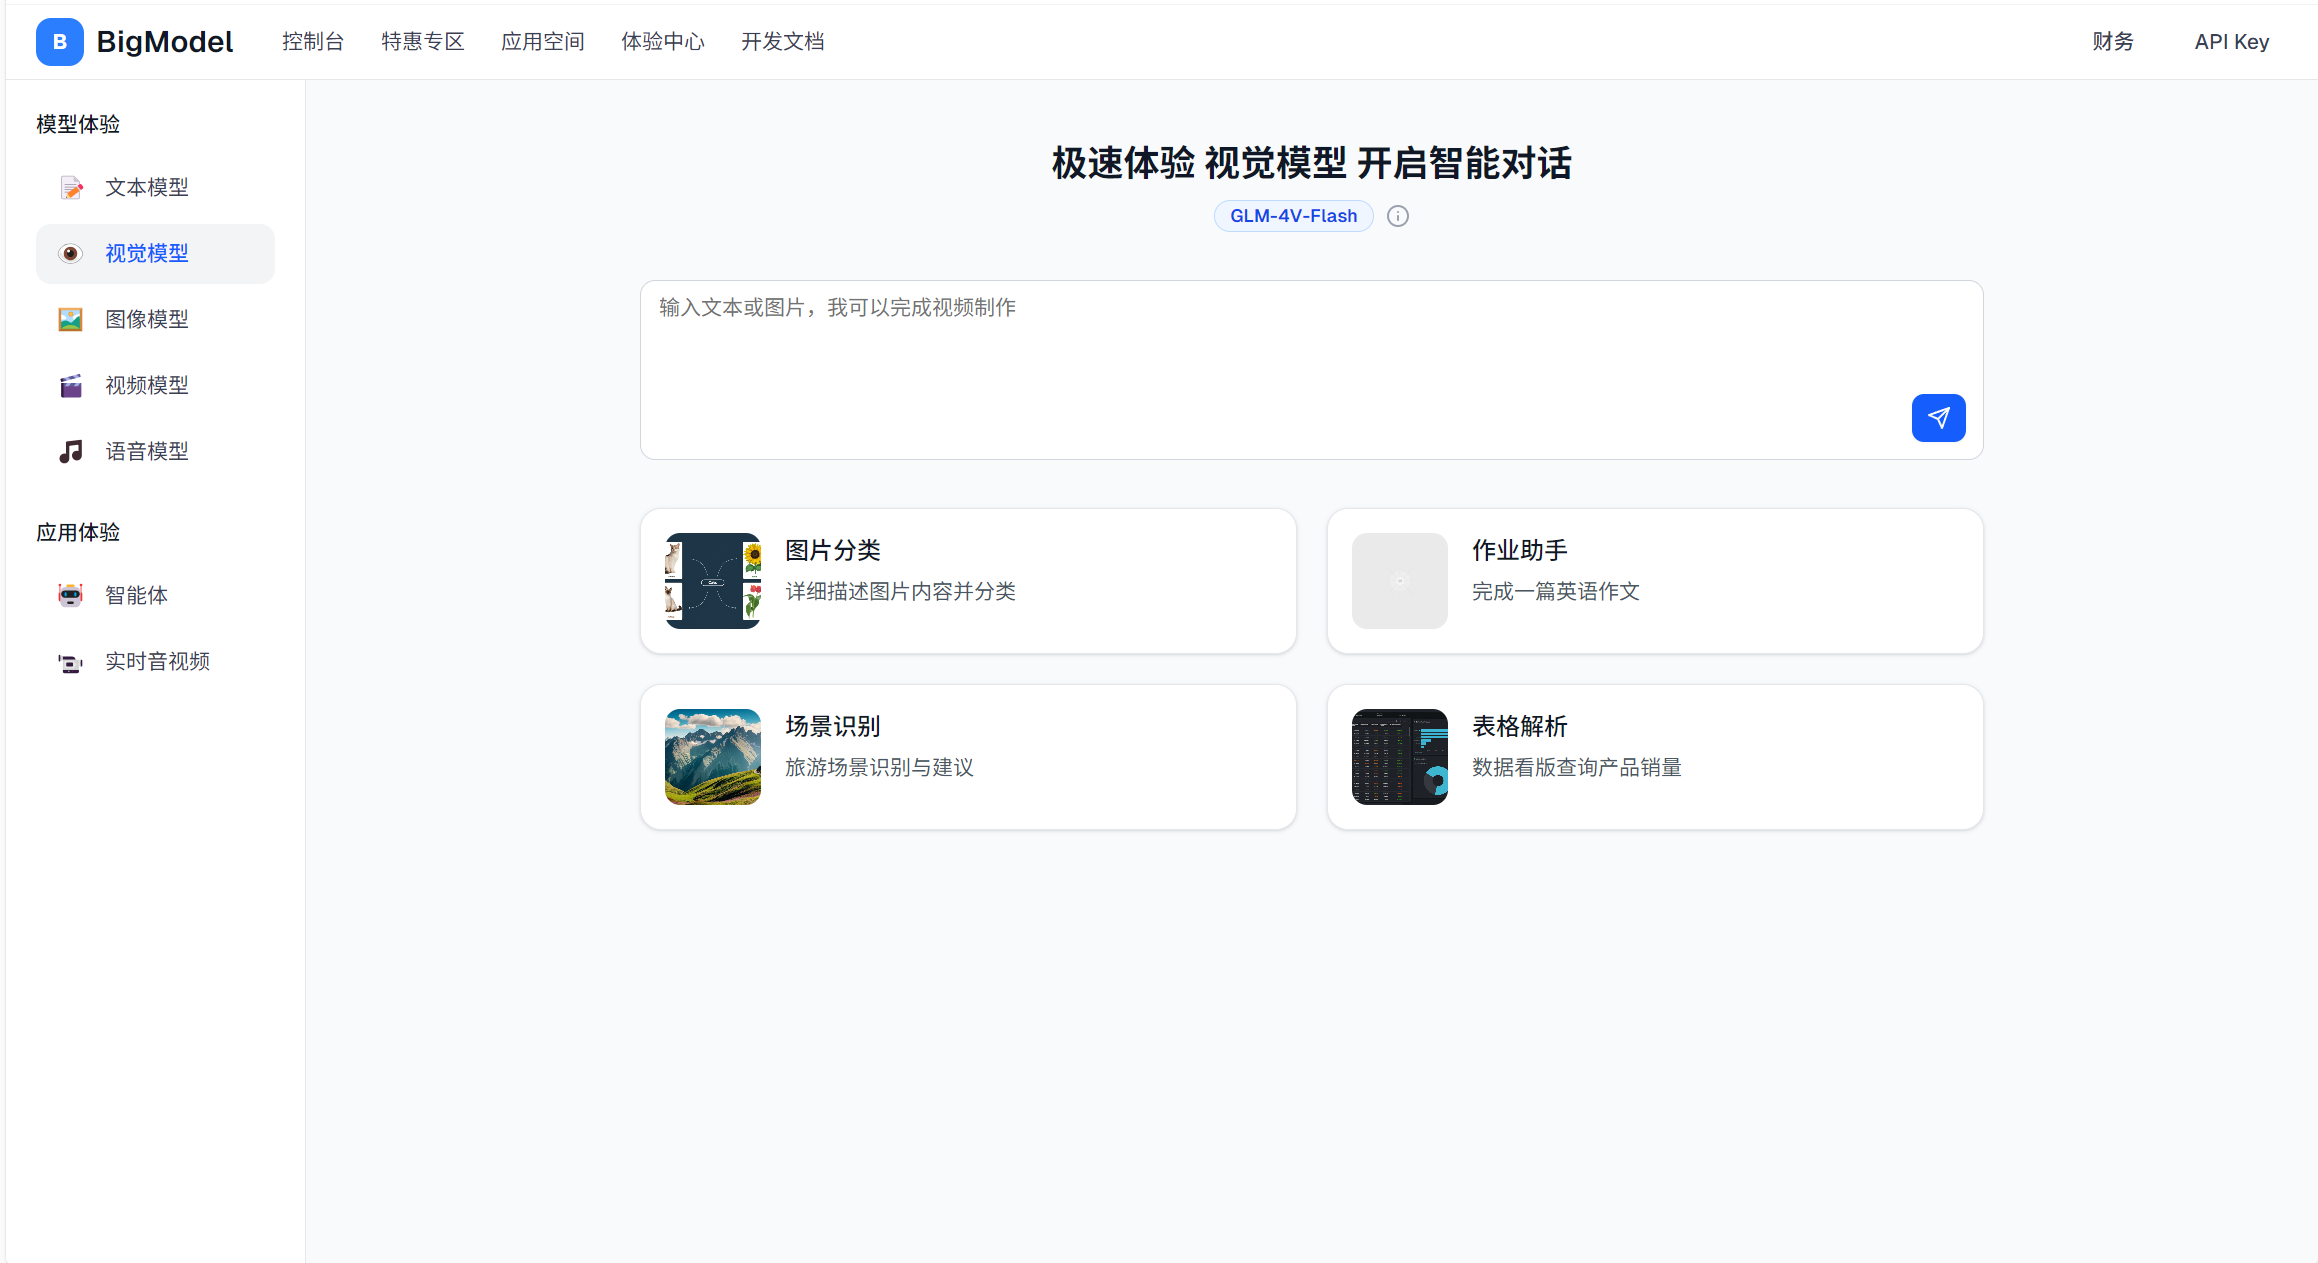 B BigModel 控制台 特惠专区 应用空间 体验中心 开发文档 财务 API Key
模型体验
文本模型
视觉模型
图像模型
视频模型
语音模型
应用体验
智能体
实时音视频
极速体验 视觉模型 开启智能对话
GLM-4V-Flash
输入文本或图片，我可以完成视频制作
图片分类
详细描述图片内容并分类
作业助手
完成一篇英语作文
场景识别
旅游场景识别与建议
表格解析
数据看版查询产品销量